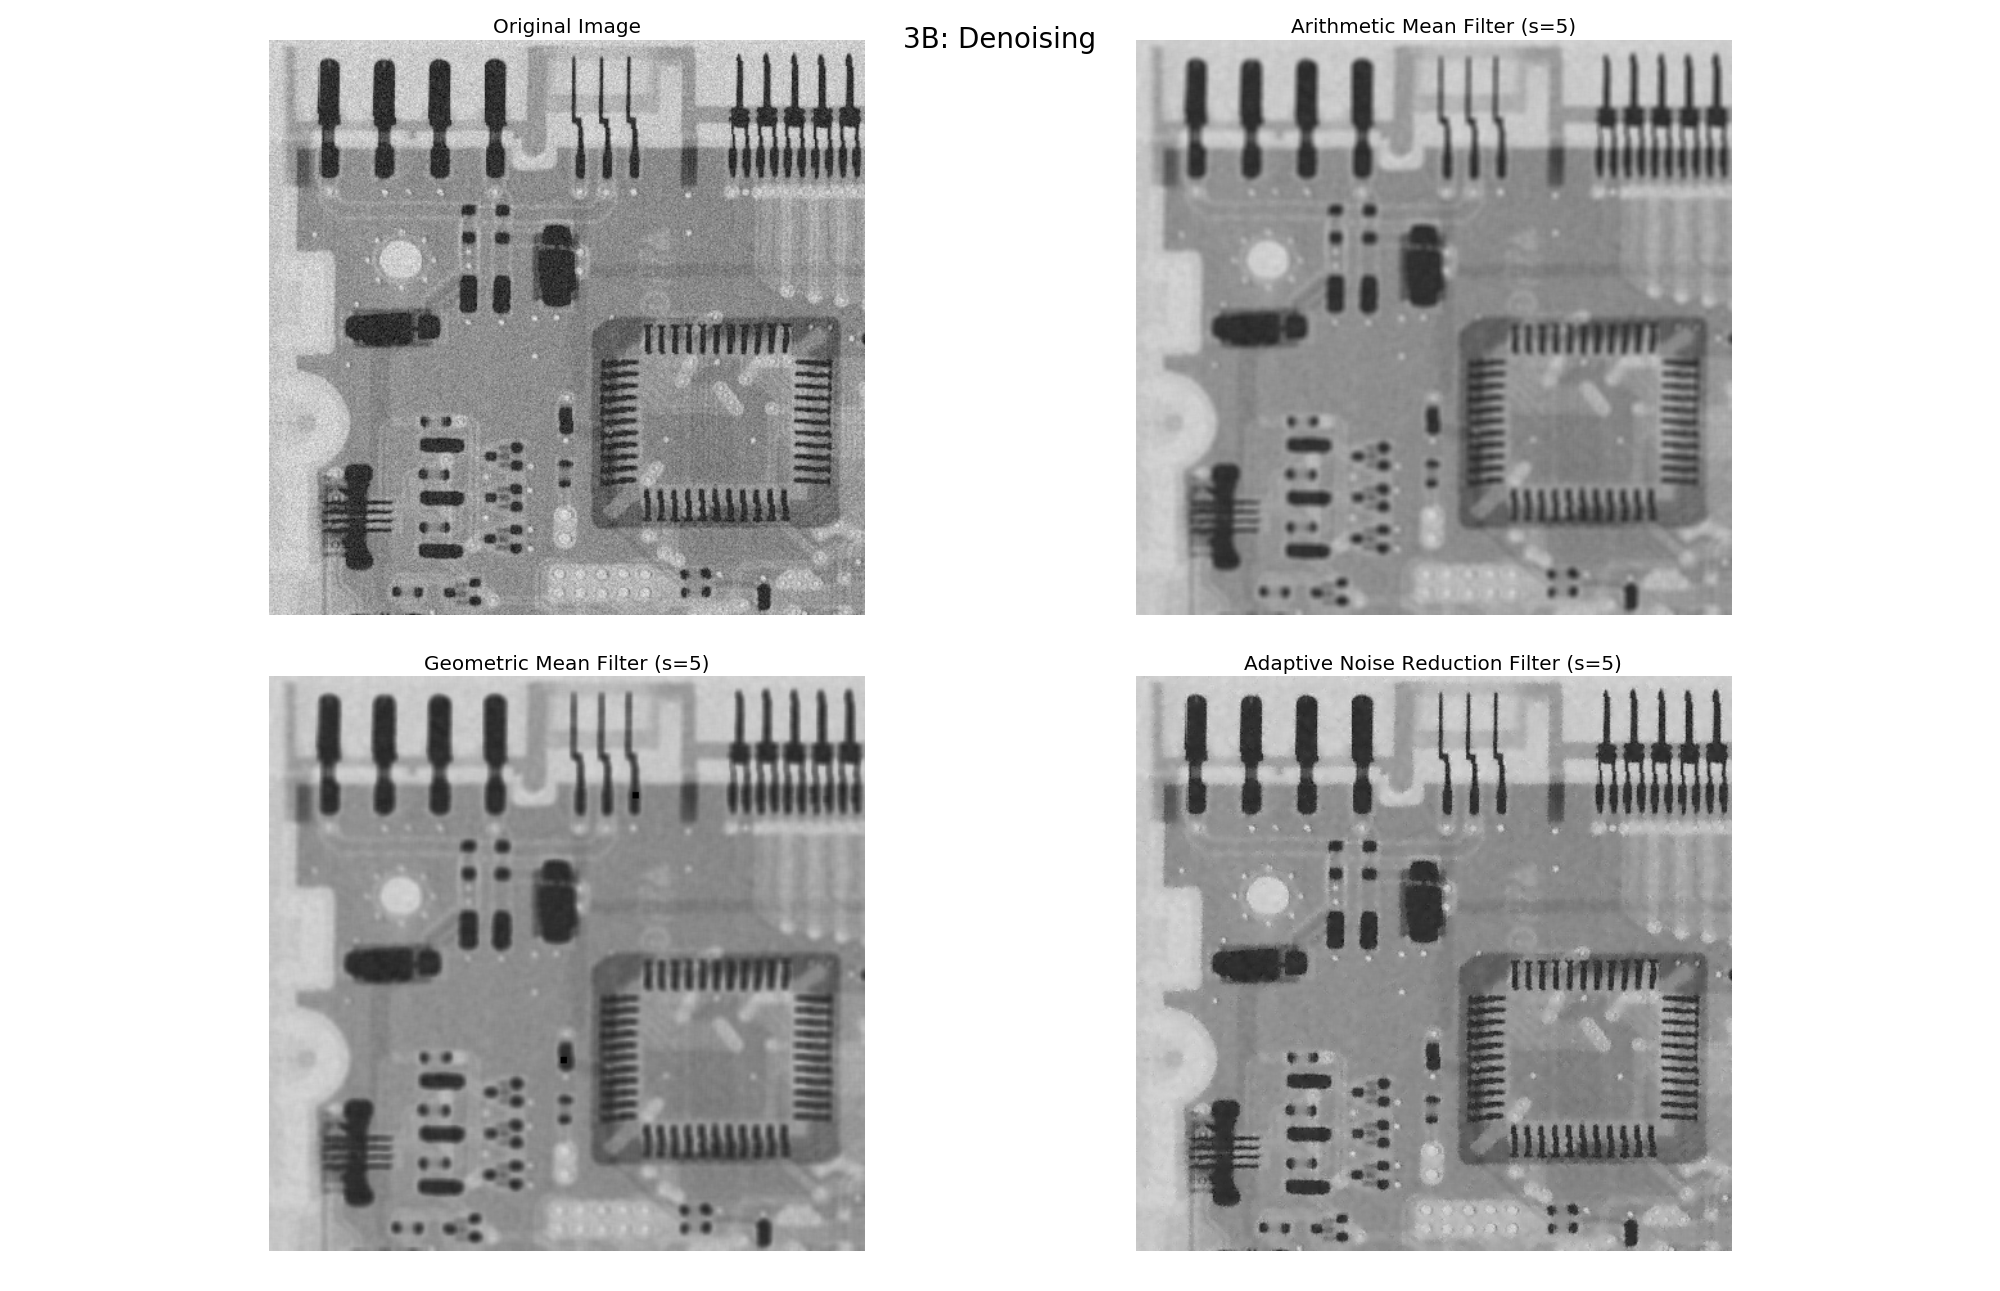 3B: Denoising
Original Image
Arithmetic Mean Filter (s=5)
Geometric Mean Filter (s=5)
Adaptive Noise Reduction Filter (s=5)